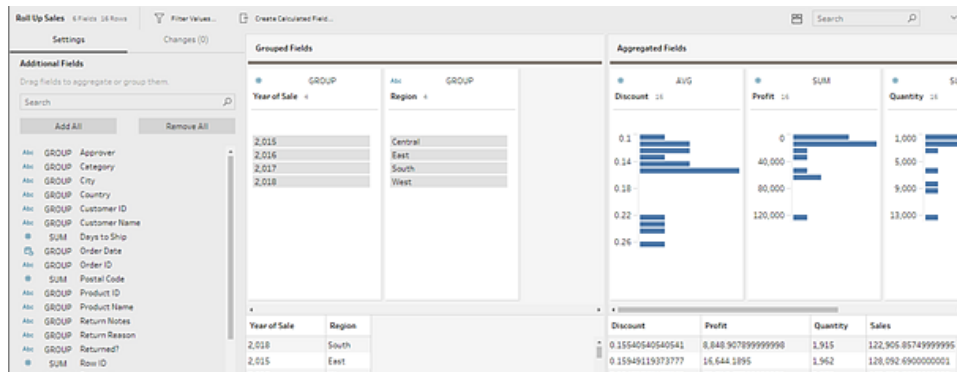 Roll Up Sales 6 Fields 16 Rows
Filter Values...
Create Calculated Field...
Search
Settings
Changes (0)
Additional Fields
Drag fields to aggregate or group them.
Search
Add All
Remove All
Abc GROUP Approver
Abc GROUP Category
Abc GROUP City
Abc GROUP Country
Abc GROUP Customer ID
Abc GROUP Customer Name
# SUM Days to Ship
GROUP Order Date
Abc GROUP Order ID
# SUM Postal Code
Abc GROUP Product ID
Abc GROUP Product Name
Abc GROUP Return Notes
Abc GROUP Return Reason
Abc GROUP Returned?
# SUM Row ID
Grouped Fields
# GROUP
Year of Sale 4
2,015
2,016
2,017
2,018
Abc GROUP
Region 4
Central
East
South
West
Aggregated Fields
# AVG
Discount 16
0.1
0.14
0.18
0.22
0.26
# SUM
Profit 16
0
40,000
80,000
120,000
#
Quantity 16
1,000
5,000
9,000
13,000
Year of Sale Region
2,018 South
2,015 East
Discount Profit Quantity Sales
0.15540540540541 8,848.907899999998 1,915 122,905.85749999995
0.15949119373777 16,644.1895 1,962 128,092.6900000001